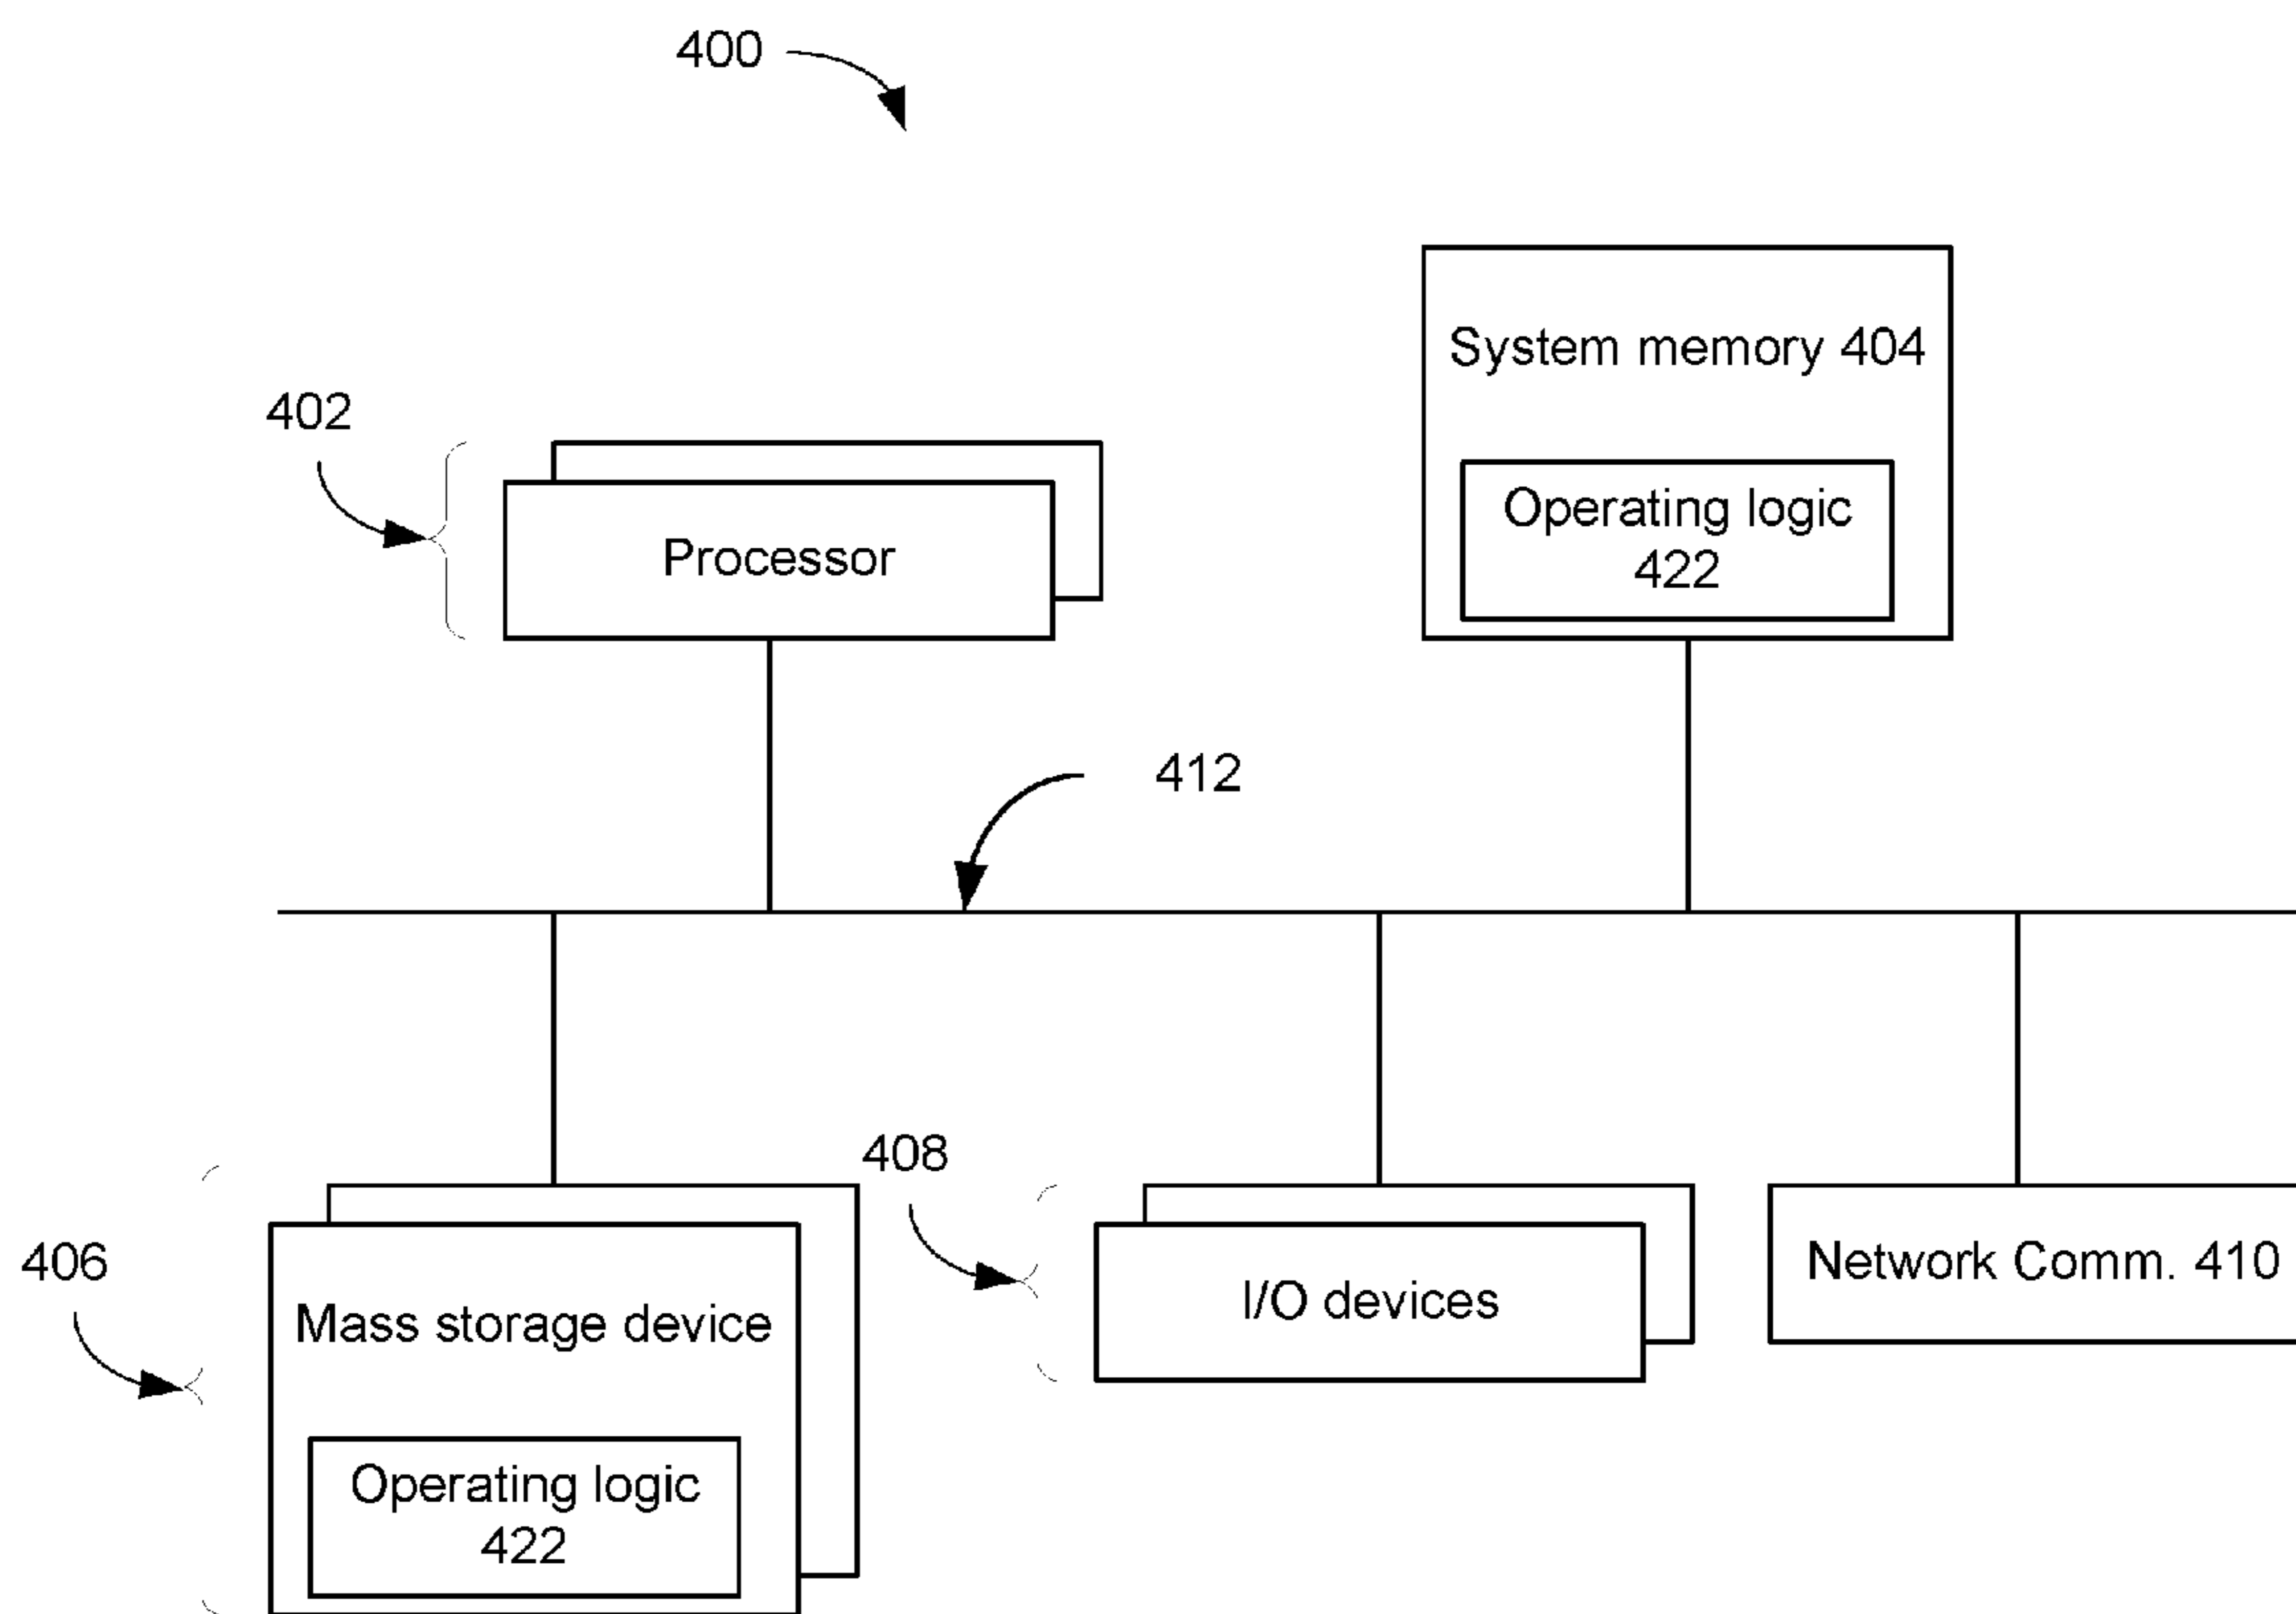 400
System memory 404
402
Operating logic
422
Processor
412
408
406
Mass storage device
I/O devices
Network Comm. 410
Operating logic
422